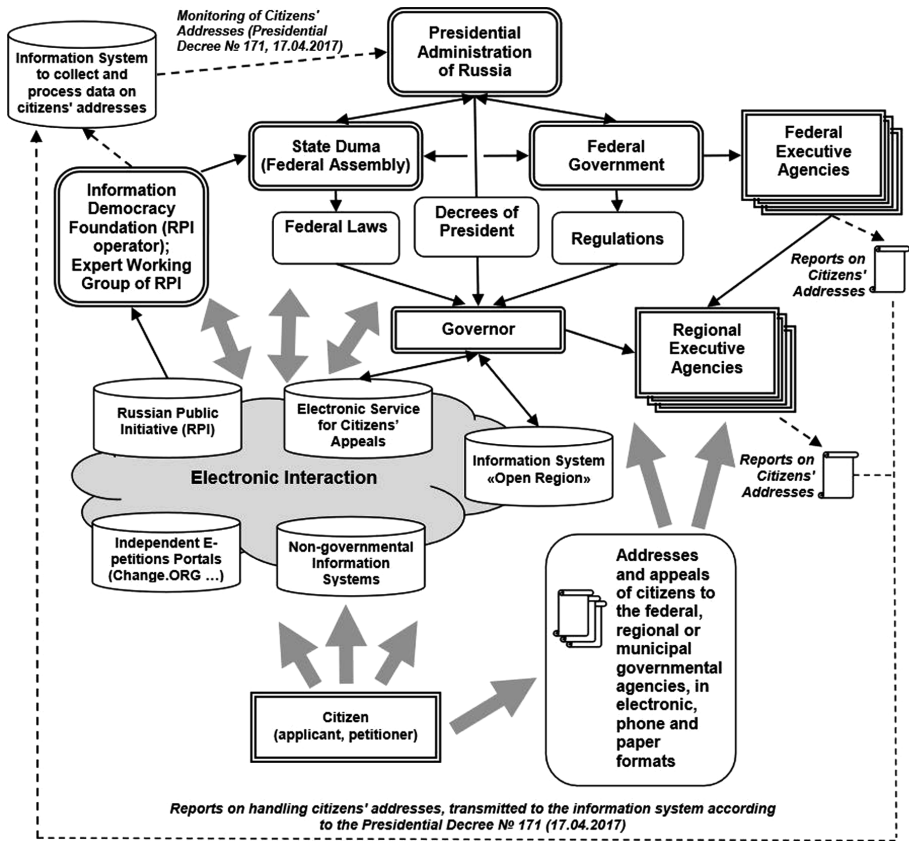 Monitoring of Citizens'
Addresses (Presidential
Decree № 171, 17.04.2017)
Information System
to collect and
process data on
citizens' addresses
Presidential
Administration
of Russia
State Duma
(Federal Assembly)
Federal
Government
Federal
Executive
Agencies
Information
Democracy
Foundation (RPI
operator);
Expert Working
Group of RPI
Federal Laws
Decrees of
President
Regulations
Reports on
Citizens'
Addresses
Governor
Regional
Executive
Agencies
Russian Public
Initiative (RPI)
Electronic Service
for Citizens'
Appeals
Information System
«Open Region»
Reports on
Citizens'
Addresses
Electronic Interaction
Independent E-
petitions Portals
(Change.ORG ...)
Non-governmental
Information
Systems
Addresses
and appeals
of citizens to
the federal,
regional or
municipal
governmental
agencies, in
electronic,
phone and
paper
formats
Citizen
(applicant, petitioner)
Reports on handling citizens' addresses, transmitted to the information system according
to the Presidential Decree № 171 (17.04.2017)